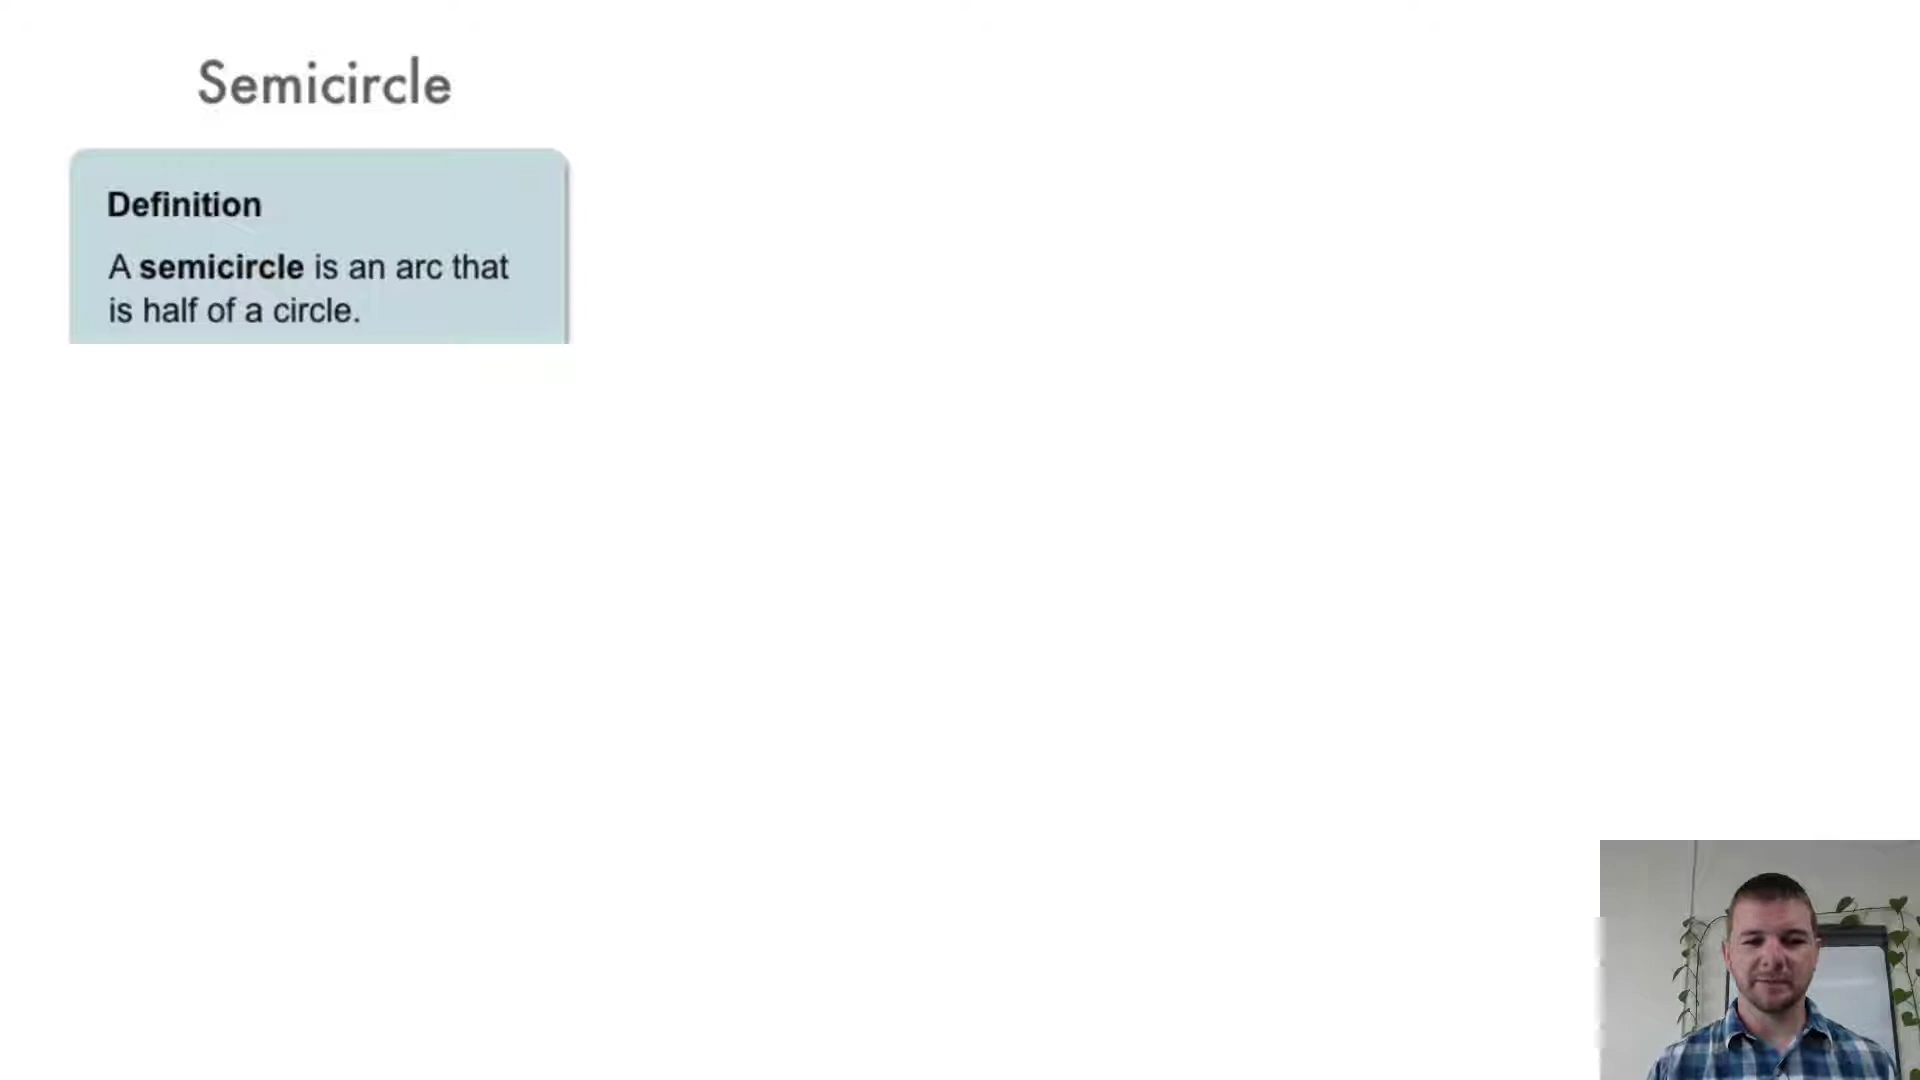 Semicircle
Definition
A semicircle is an arc that
is half of a circle.